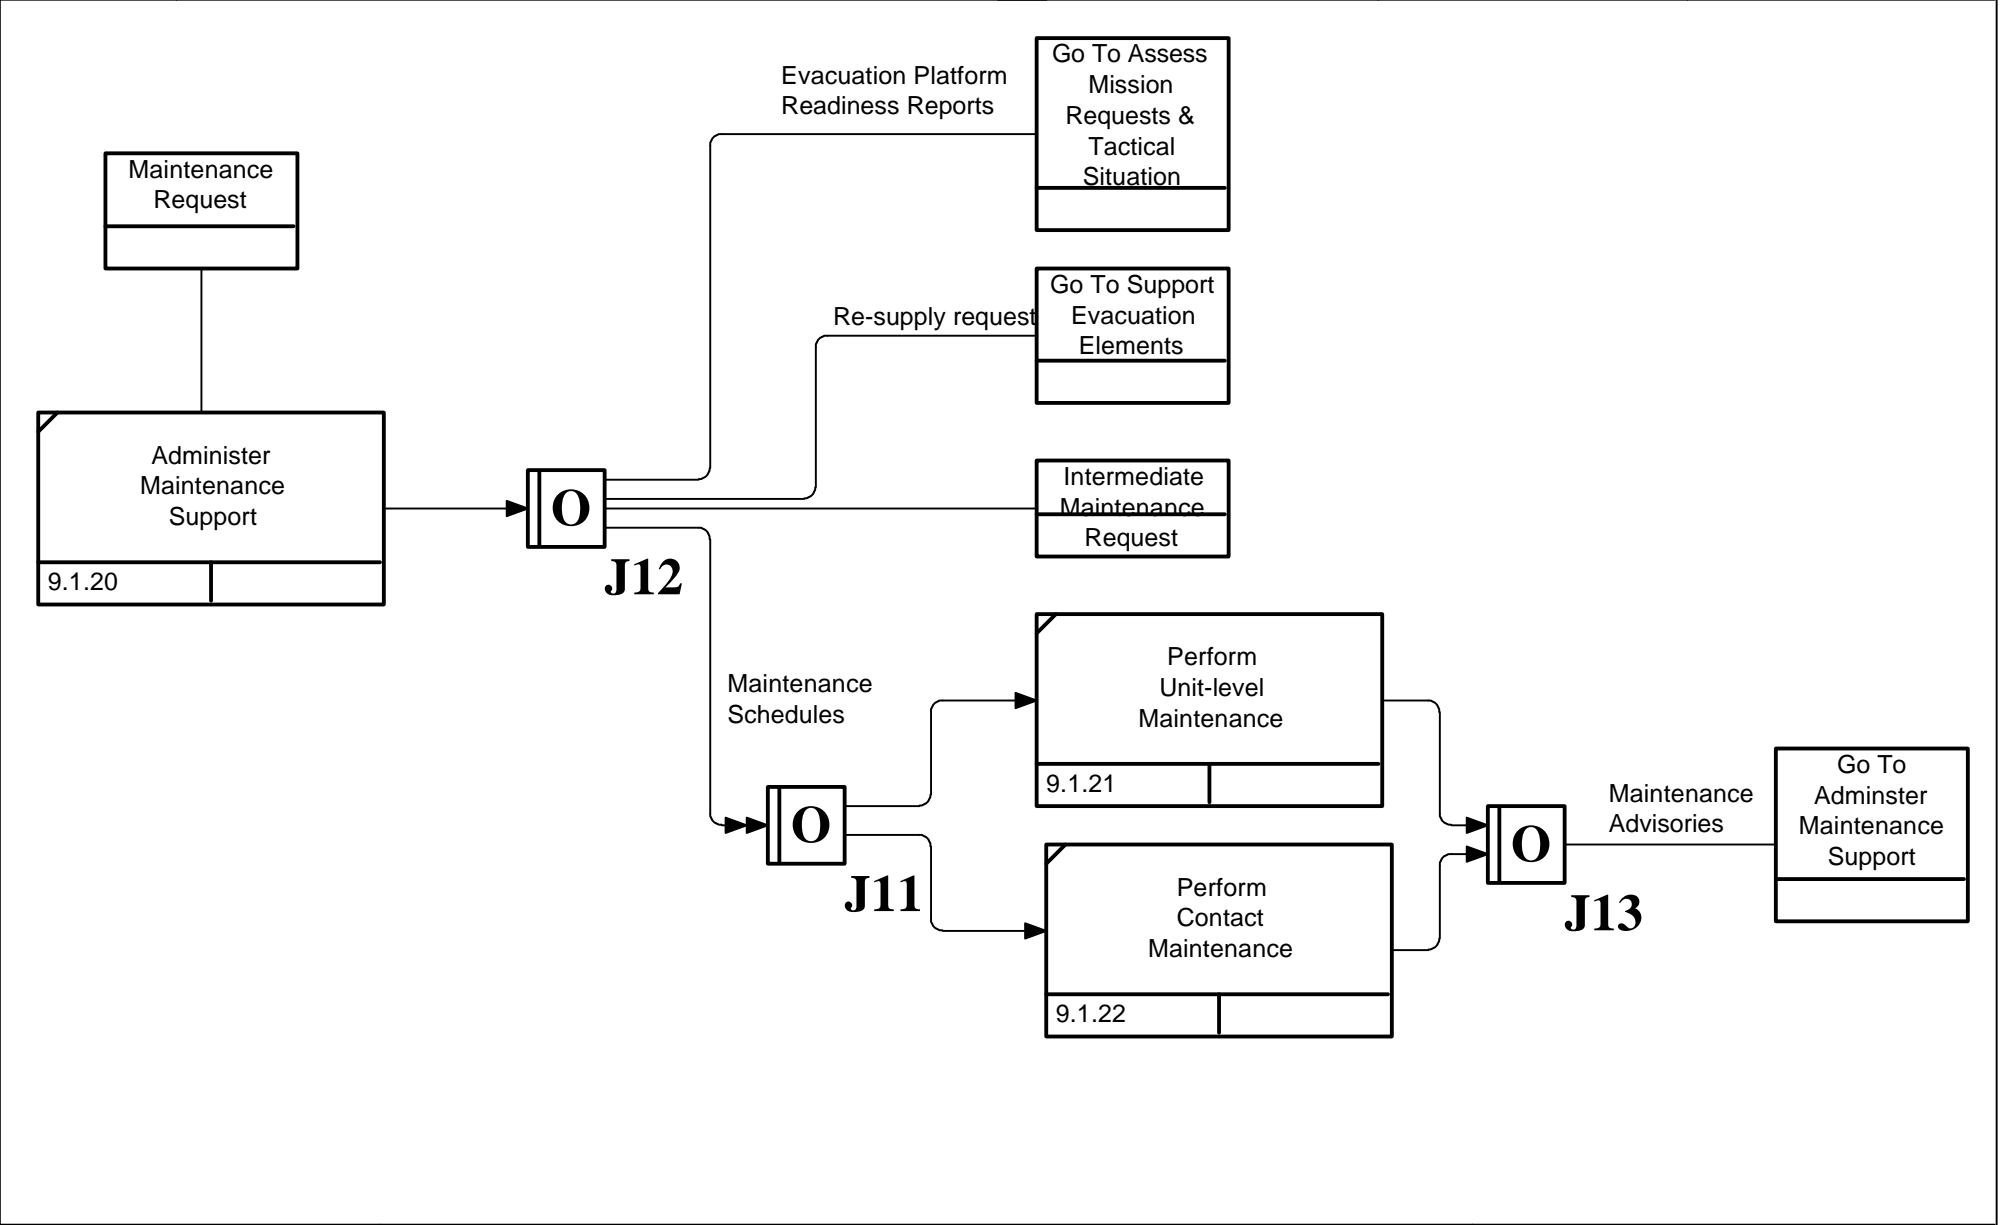 Evacuation Platform
Readiness Reports
Go To Assess
Mission
Requests &
Tactical
Situation
Maintenance
Request
Re-supply request
Go To Support
Evacuation
Elements
Administer
Maintenance
Support
9.1.20
O
J12
Intermediate
Maintenance
Request
Maintenance
Schedules
O
J11
Perform
Unit-level
Maintenance
9.1.21
Perform
Contact
Maintenance
9.1.22
O
J13
Maintenance
Advisories
Go To
Adminster
Maintenance
Support